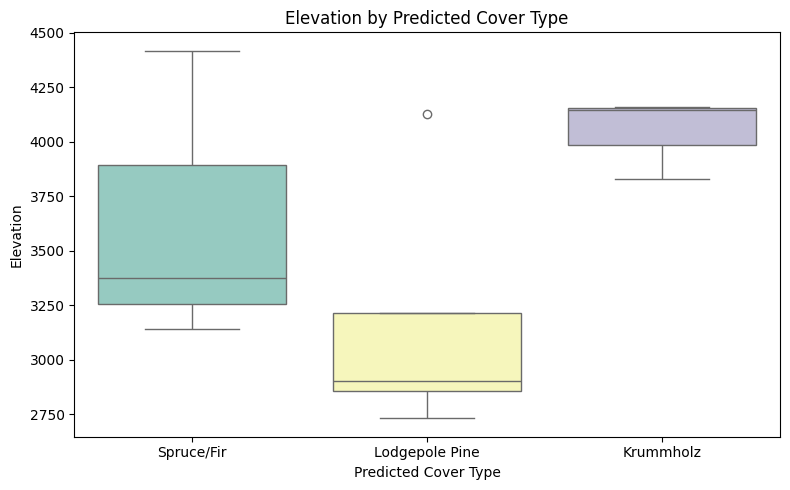 Elevation by Predicted Cover Type
4500
4250
4000
3750
3500
3250
3000
2750
Elevation
Spruce/Fir
Lodgepole Pine
Krummholz
Predicted Cover Type